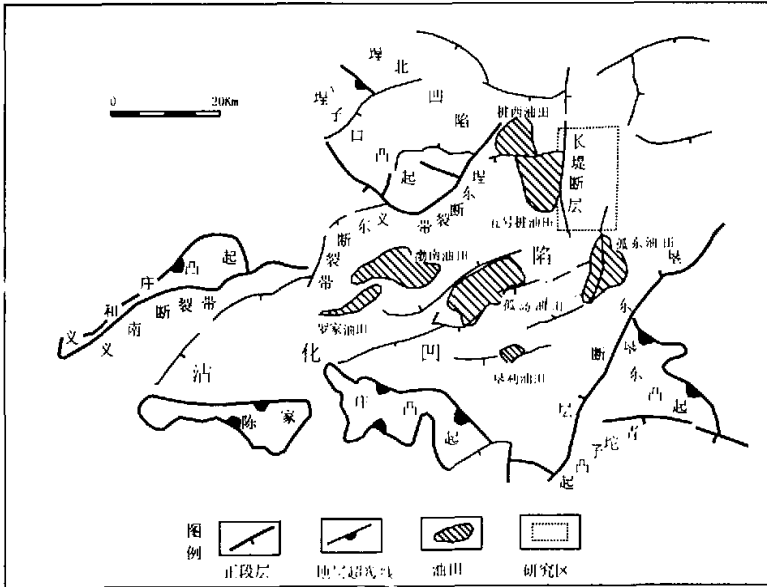 埕北凹陷
埕子口凸起
0 20Km
桩西油田
长堤断层
五号桩油田
埕东断裂带
义东断裂带
渤南油田
孤东油田
陷
义和庄凸起
义南断裂带
罗家油田
孤岛油田
垦东断层
沾化凹
垦利油田
垦东凸起
陈家庄凸起
青坨子凸起
图例
正段层
地层超覆线
油田
研究区